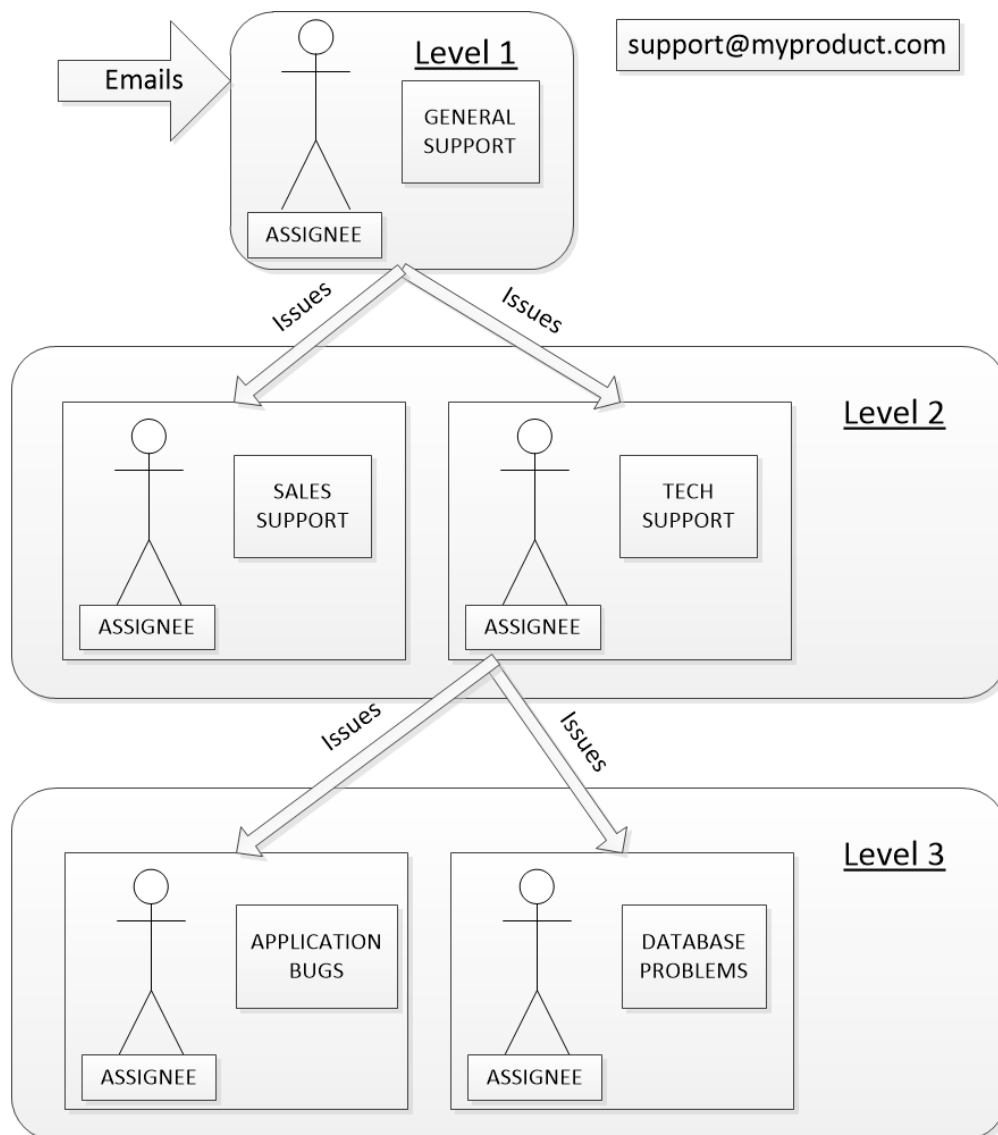 Level 1
support@myproduct.com
Emails
GENERAL
SUPPORT
ASSIGNEE
Issues
Issues
Level 2
SALES
SUPPORT
TECH
SUPPORT
ASSIGNEE
ASSIGNEE
Issues
Issues
Level 3
APPLICATION
BUGS
DATABASE
PROBLEMS
ASSIGNEE
ASSIGNEE